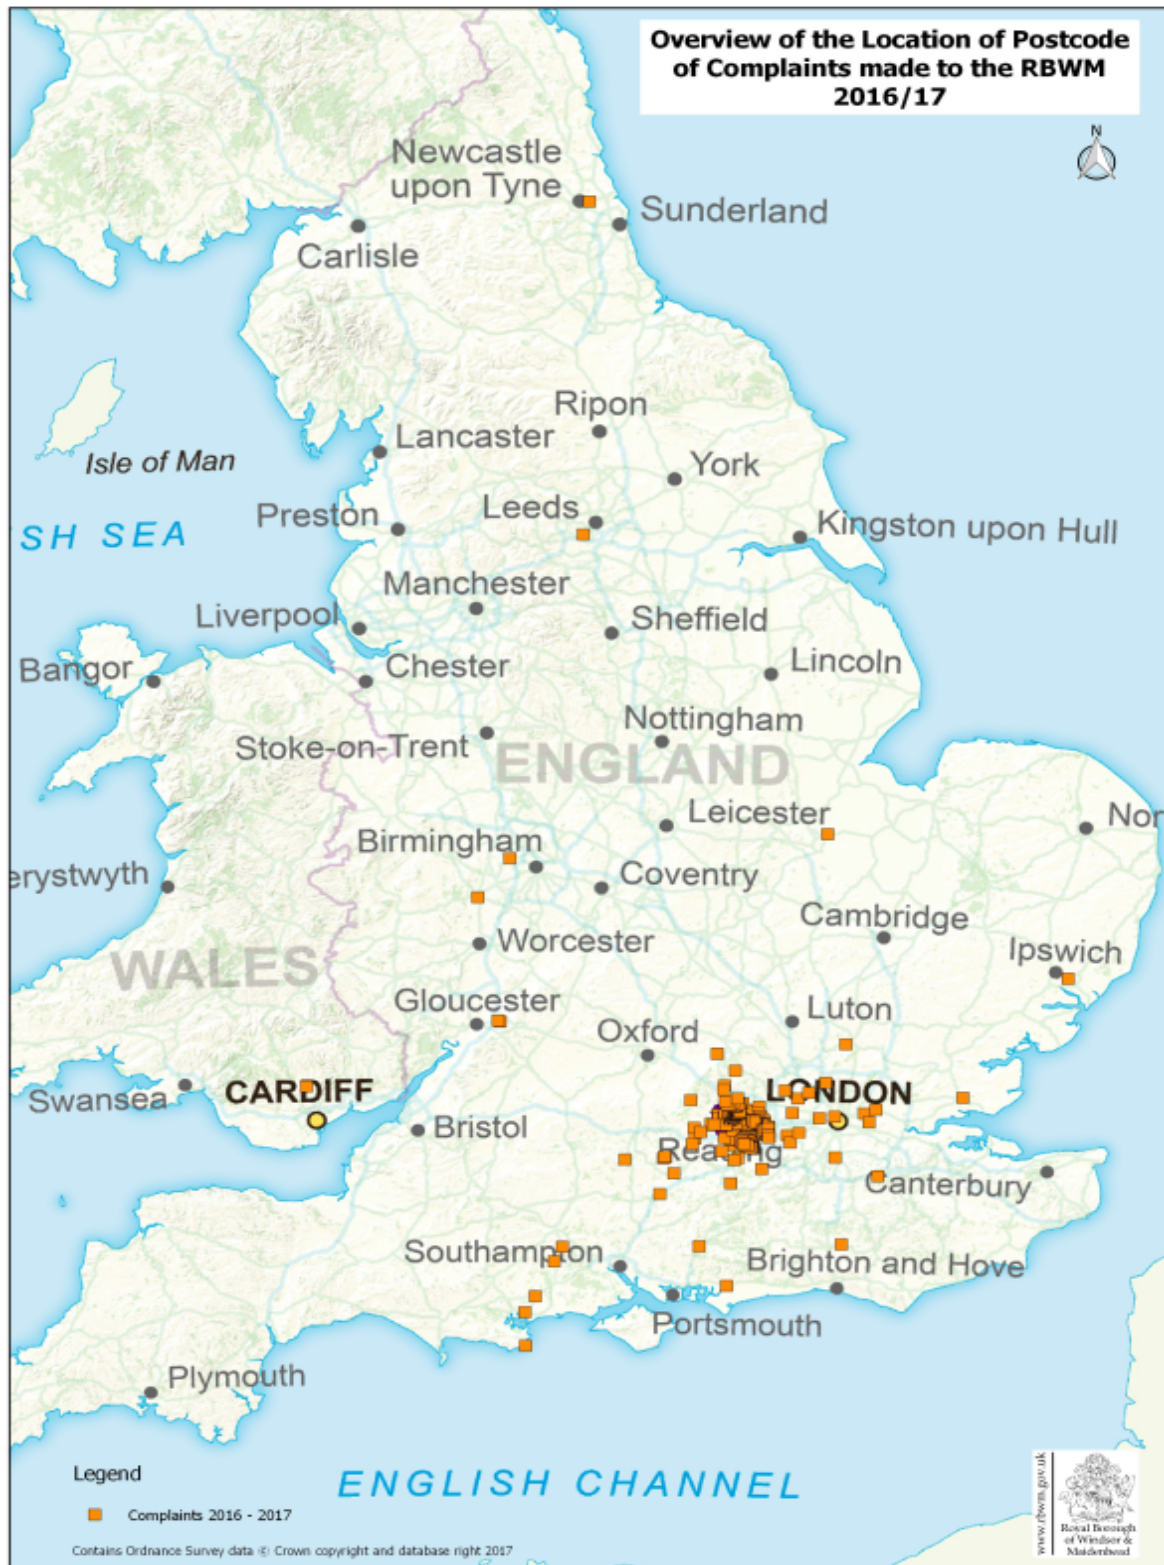 Overview of the Location of Postcode
of Complaints made to the RBWM
2016/17
N
Newcastle
upon Tyne
Sunderland
Carlisle
Ripon
Lancaster
York
Isle of Man
Preston
Leeds
Kingston upon Hull
SH SEA
Manchester
Liverpool
Sheffield
Bangor
Chester
Lincoln
Nottingham
Stoke-on-Trent
ENGLAND
Leicester
Nor
Birmingham
erystwyth
Coventry
Cambridge
WALES
Worcester
Ipswich
Gloucester
Oxford
Luton
Swansea
CARDIFF
LONDON
Bristol
Reading
Canterbury
Southampton
Brighton and Hove
Portsmouth
Plymouth
Legend
ENGLISH CHANNEL
Complaints 2016 - 2017
Contains Ordnance Survey data © Crown copyright and database right 2017
www.rbwm.gov.uk
Royal Borough
of Windsor &
Maidenhead